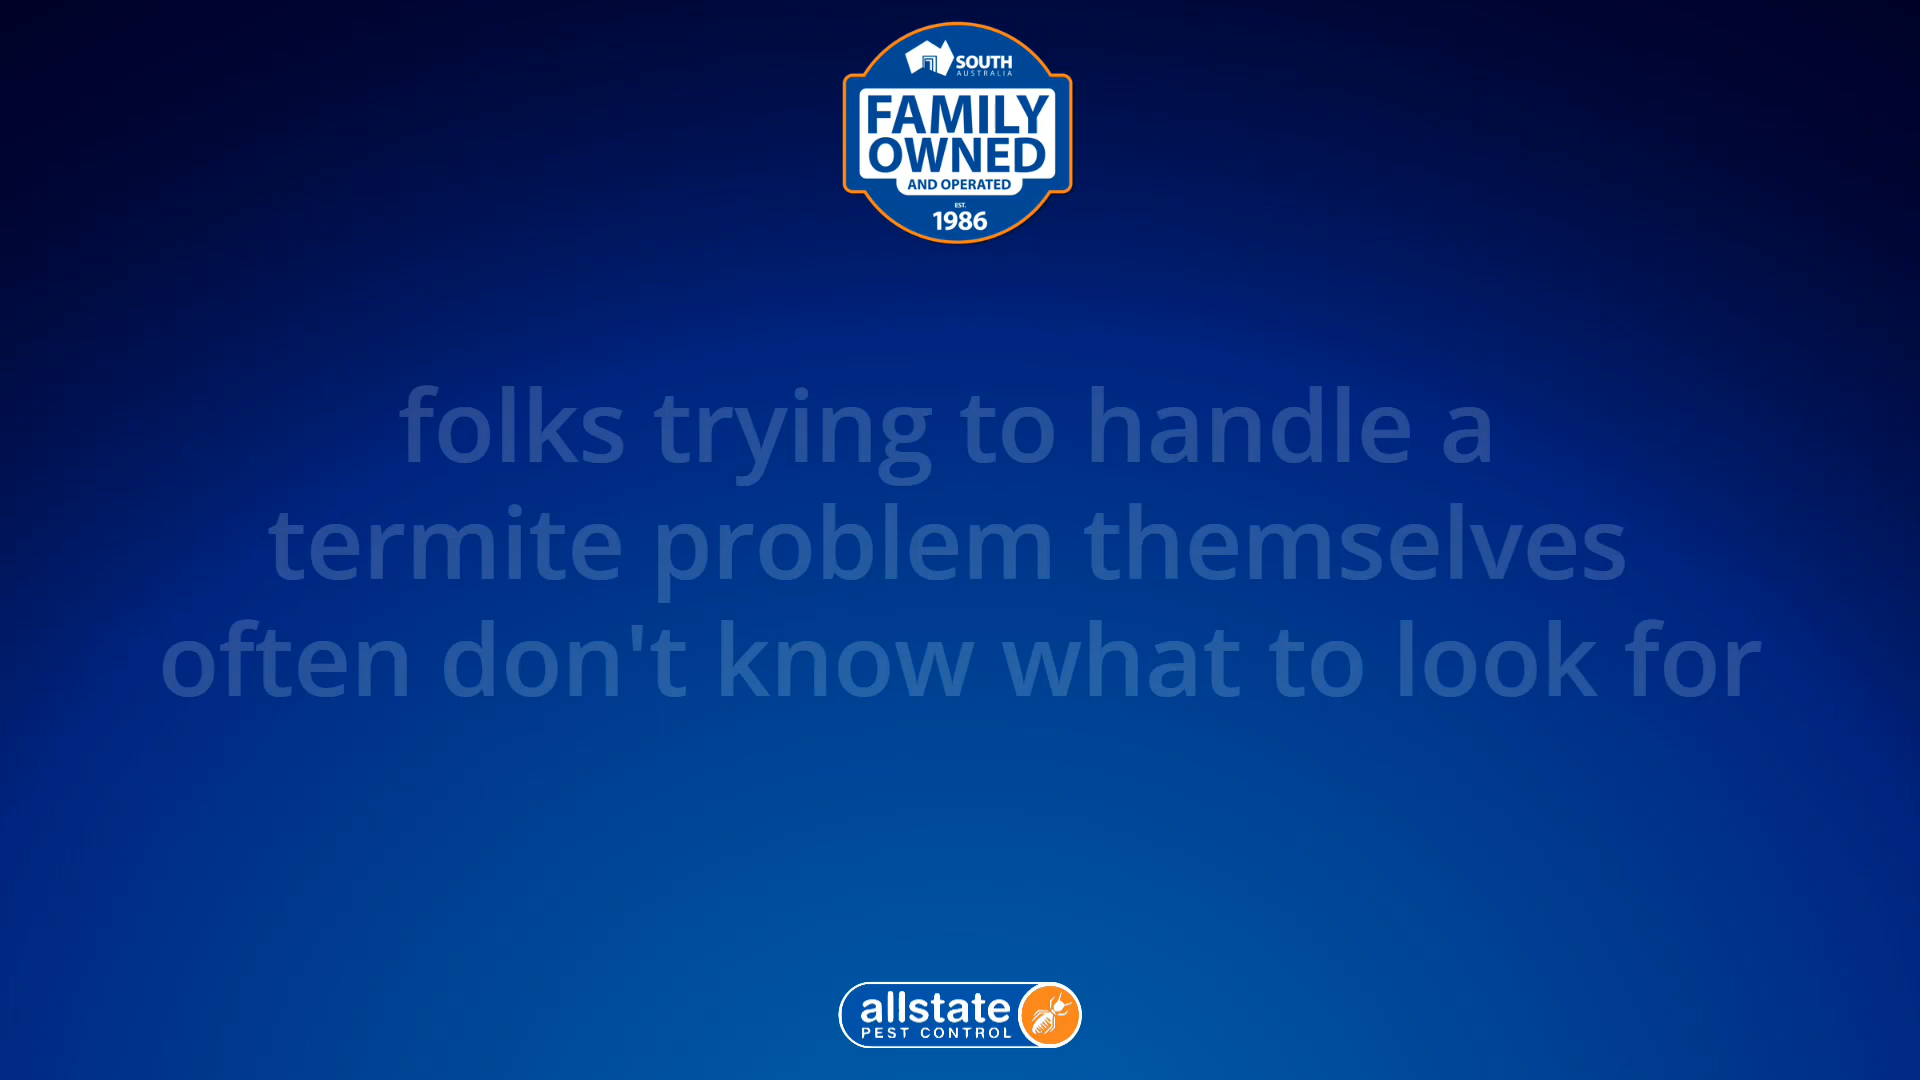 SOUTH
AUSTRALIA
FAMILY
OWNED
AND OPERATED
EST.
1986
folks trying to handle a
termite problem themselves
often don't know what to look for
allstate
PEST CONTROL